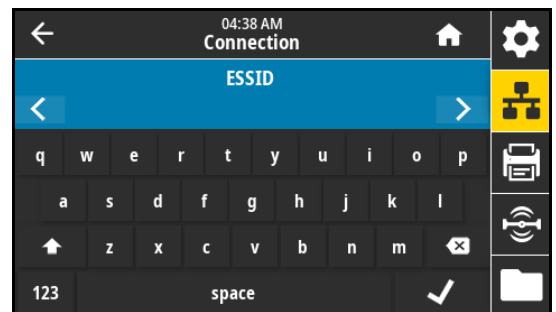 04:38 AM
Connection
ESSID
q w e r t y u i o p
a s d f g h j k l
z x c v b n m
123 space